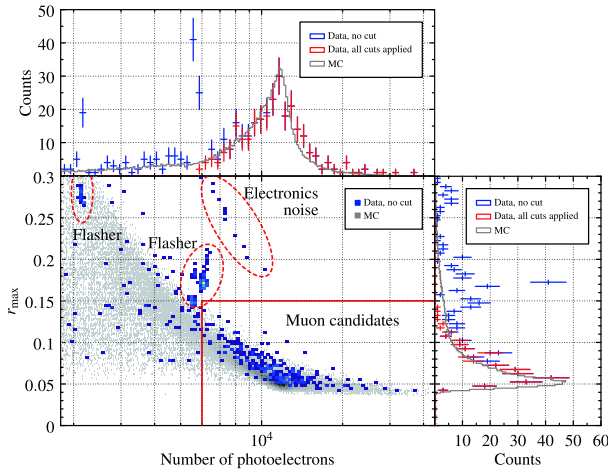 50
40
30
20
10
0
Counts
Data, no cut
Data, all cuts applied
MC
0.3
0.25
0.2
0.15
0.1
0.05
0
r_max
Electronics
noise
Flasher
Flasher
Data, no cut
MC
Muon candidates
10^4
Number of photoelectrons
Data, no cut
Data, all cuts applied
MC
10 20 30 40 50 60
Counts